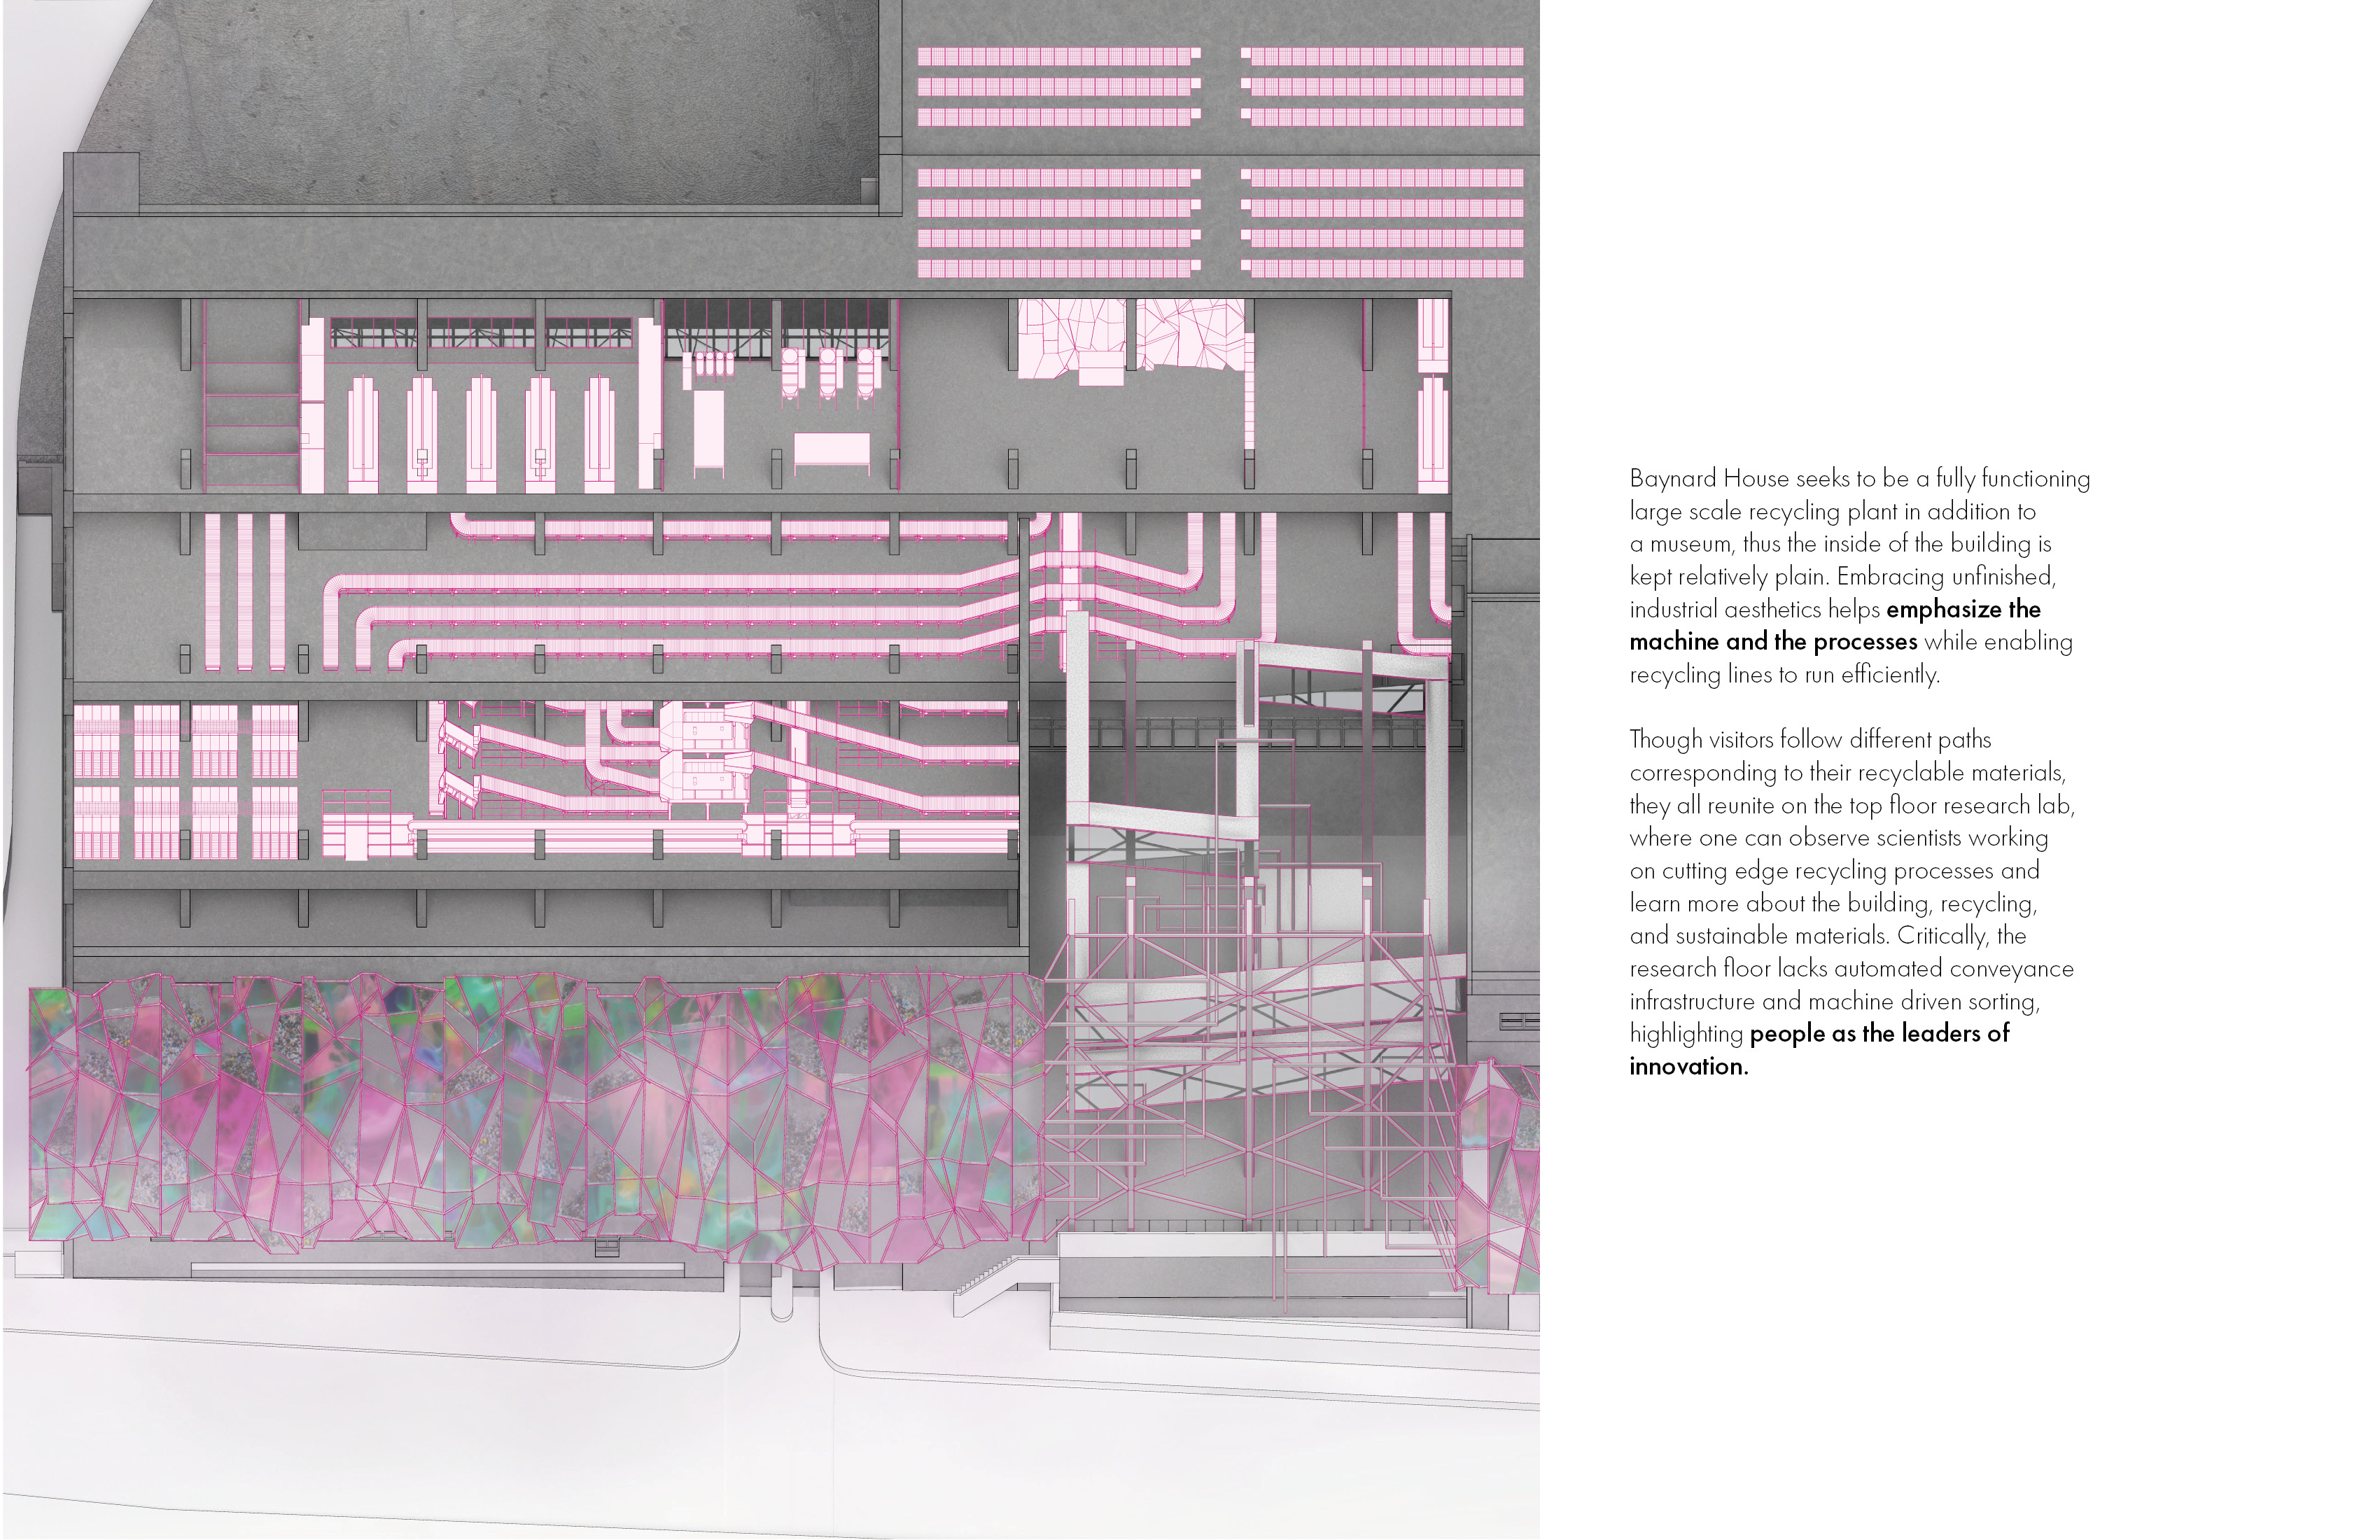 Baynard House seeks to be a fully functioning
large scale recycling plant in addition to
a museum, thus the inside of the building is
kept relatively plain. Embracing unfinished,
industrial aesthetics helps emphasize the
machine and the processes while enabling
recycling lines to run efficiently.
Though visitors follow different paths
corresponding to their recyclable materials,
they all reunite on the top floor research lab,
where one can observe scientists working
on cutting edge recycling processes and
learn more about the building, recycling,
and sustainable materials. Critically, the
research floor lacks automated conveyance
infrastructure and machine driven sorting,
highlighting people as the leaders of
innovation.